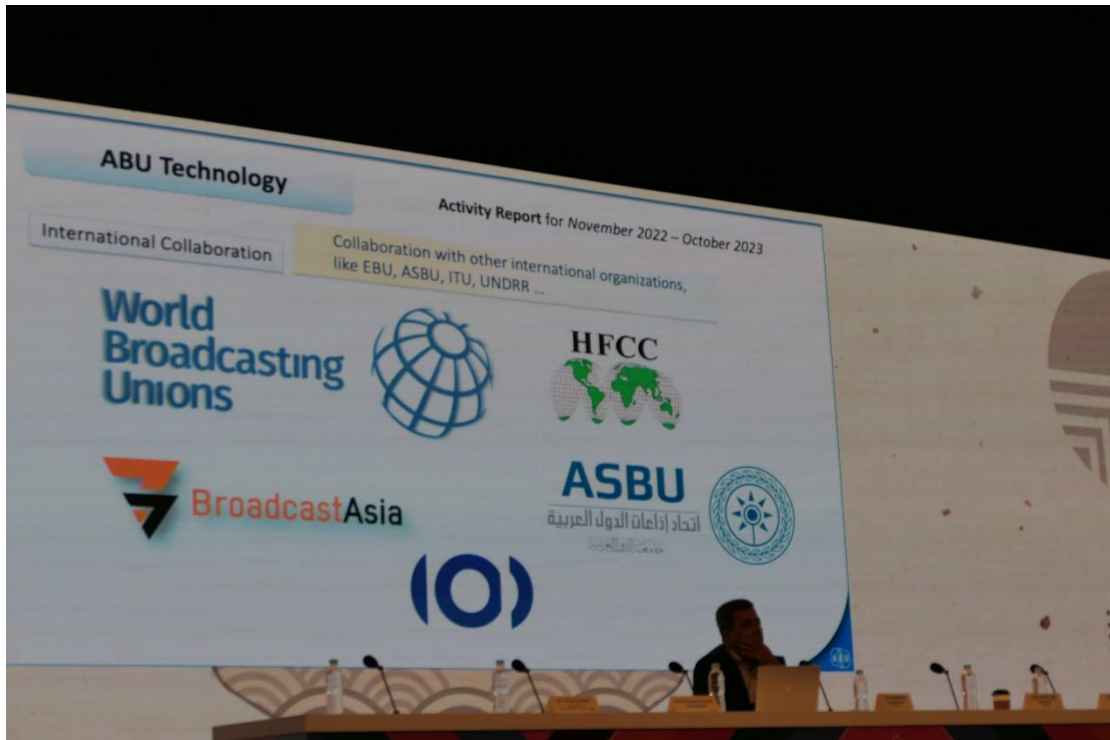 ABU Technology
Activity Report for November 2022 – October 2023
International Collaboration
Collaboration with other international organizations,
like EBU, ASBU, ITU, UNDRR ...
World
Broadcasting
Unions
HFCC
BroadcastAsia
ASBU
اتحاد إذاعات الدول العربية
ABU